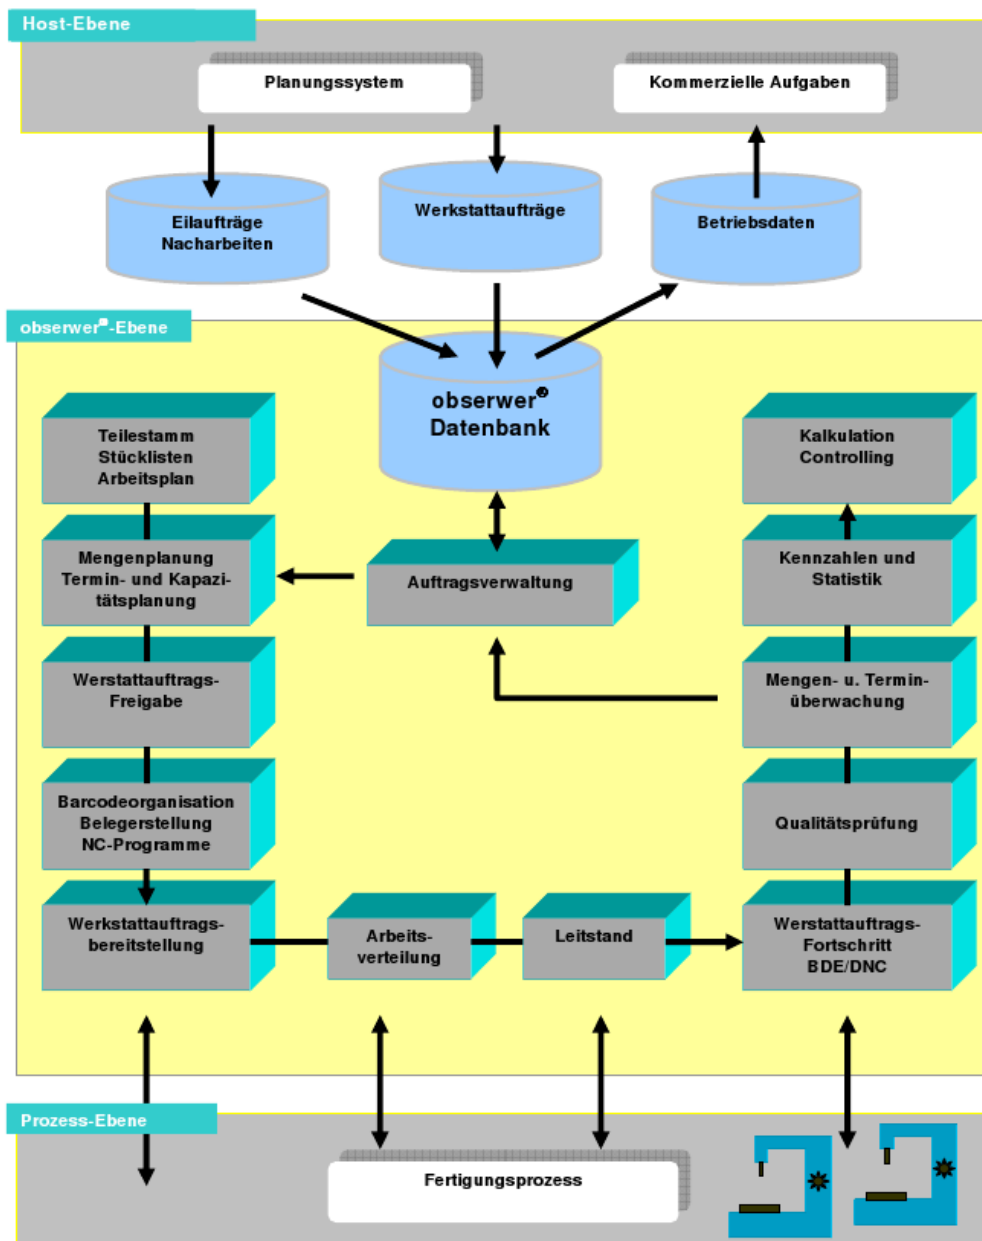 Host-Ebene
Planungssystem
Kommerzielle Aufgaben
Eilaufträge
Nacharbeiten
Werkstattaufträge
Betriebsdaten
obserwer®-Ebene
obserwer®
Datenbank
Teilestamm
Stücklisten
Arbeitsplan
Kalkulation
Controlling
Mengenplanung
Termin- und Kapazi-
tätsplanung
Auftragsverwaltung
Kennzahlen und
Statistik
Werstattauftrags-
Freigabe
Mengen- u. Termin-
überwachung
Barcodeorganisation
Belegerstellung
NC-Programme
Qualitätsprüfung
Werkstattauftrags-
bereitstellung
Arbeits-
verteilung
Leitstand
Werstattauftrags-
Fortschritt
BDE/DNC
Prozess-Ebene
Fertigungsprozess